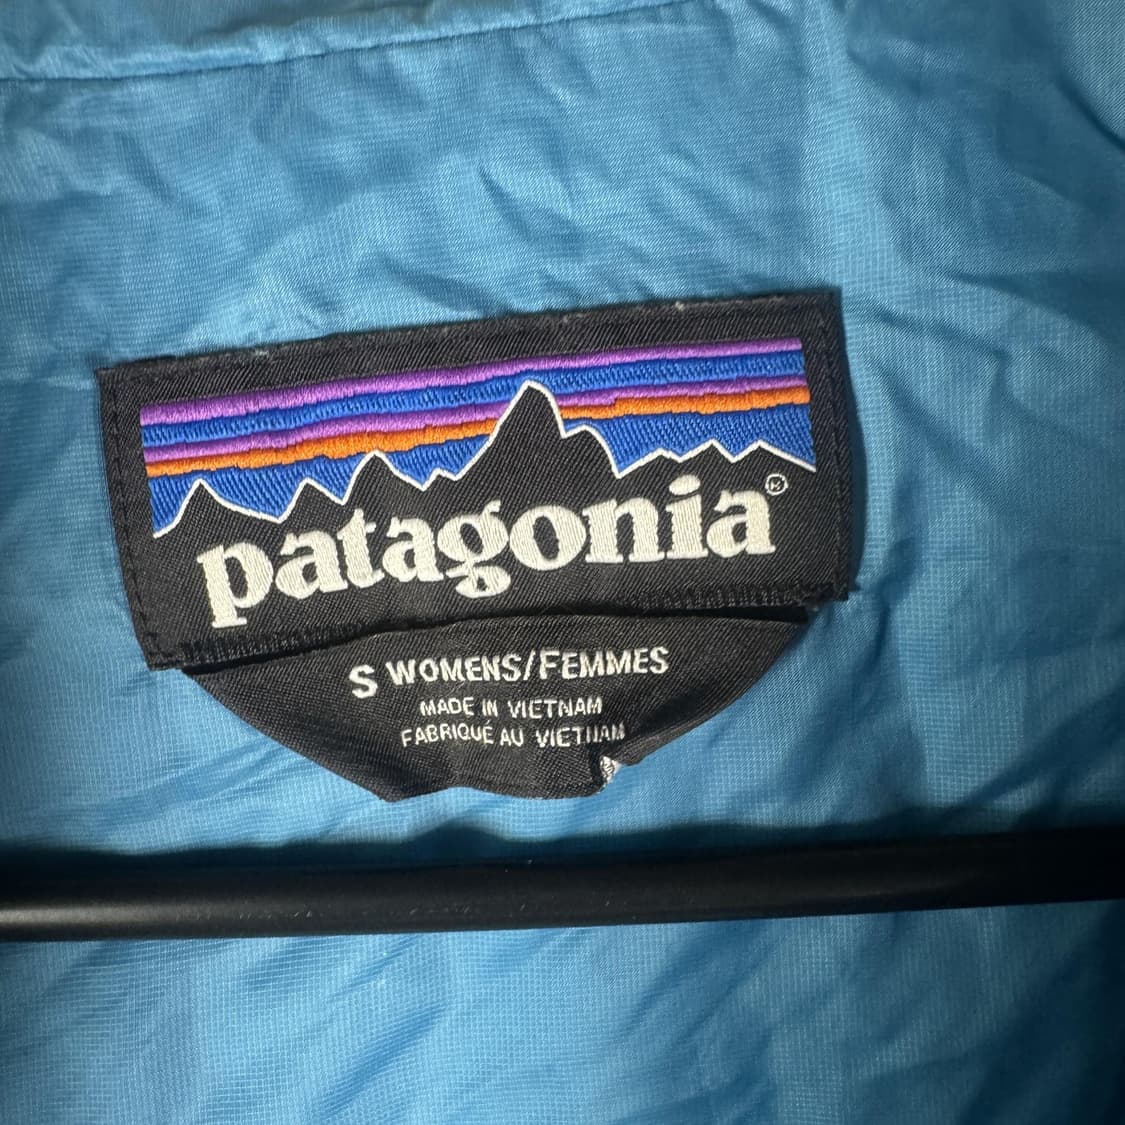 patagonia®
S WOMENS/FEMMES
MADE IN VIETNAM
FABRIQUÉ AU VIETNAM